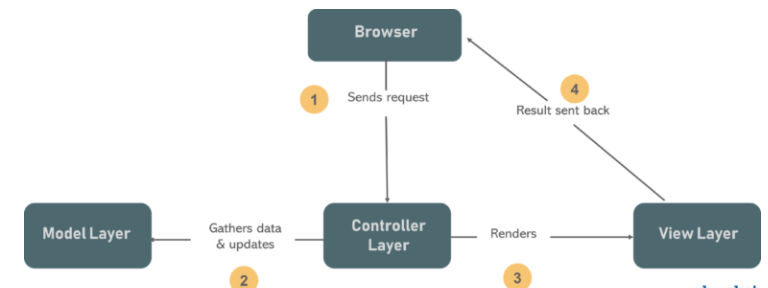 Browser
1
Sends request
4
Result sent back
Model Layer
Gathers data
& updates
2
Controller
Layer
Renders
3
View Layer